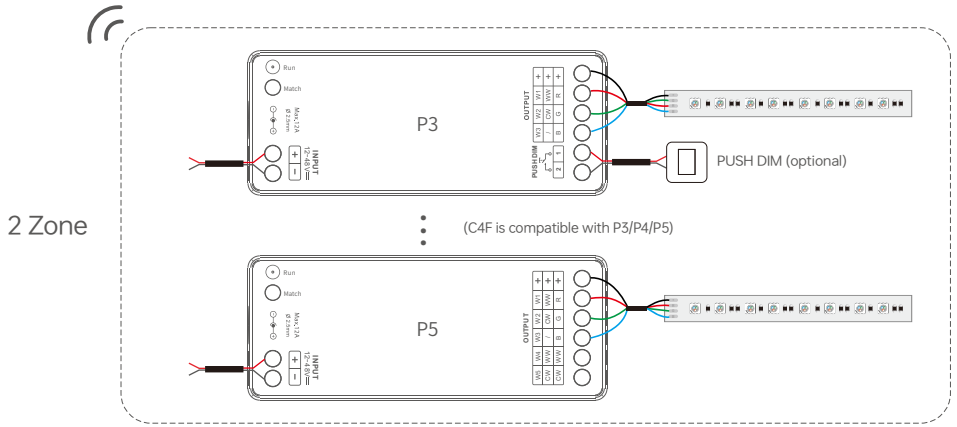 2 Zone
Run
Match
Max,12A
Ø 2.5mm
INPUT
12~48V
+
−
P3
OUTPUT
+ + +
W1 WW R
W2 CW G
W3 / B
PUSH DIM
1
2
PUSH DIM (optional)
(C4F is compatible with P3/P4/P5)
Run
Match
Max,12A
Ø 2.5mm
INPUT
12~48V
+
−
P5
OUTPUT
+ + +
W1 WW R
W2 CW G
W3 / B
W4 WW WW
W5 CW CW